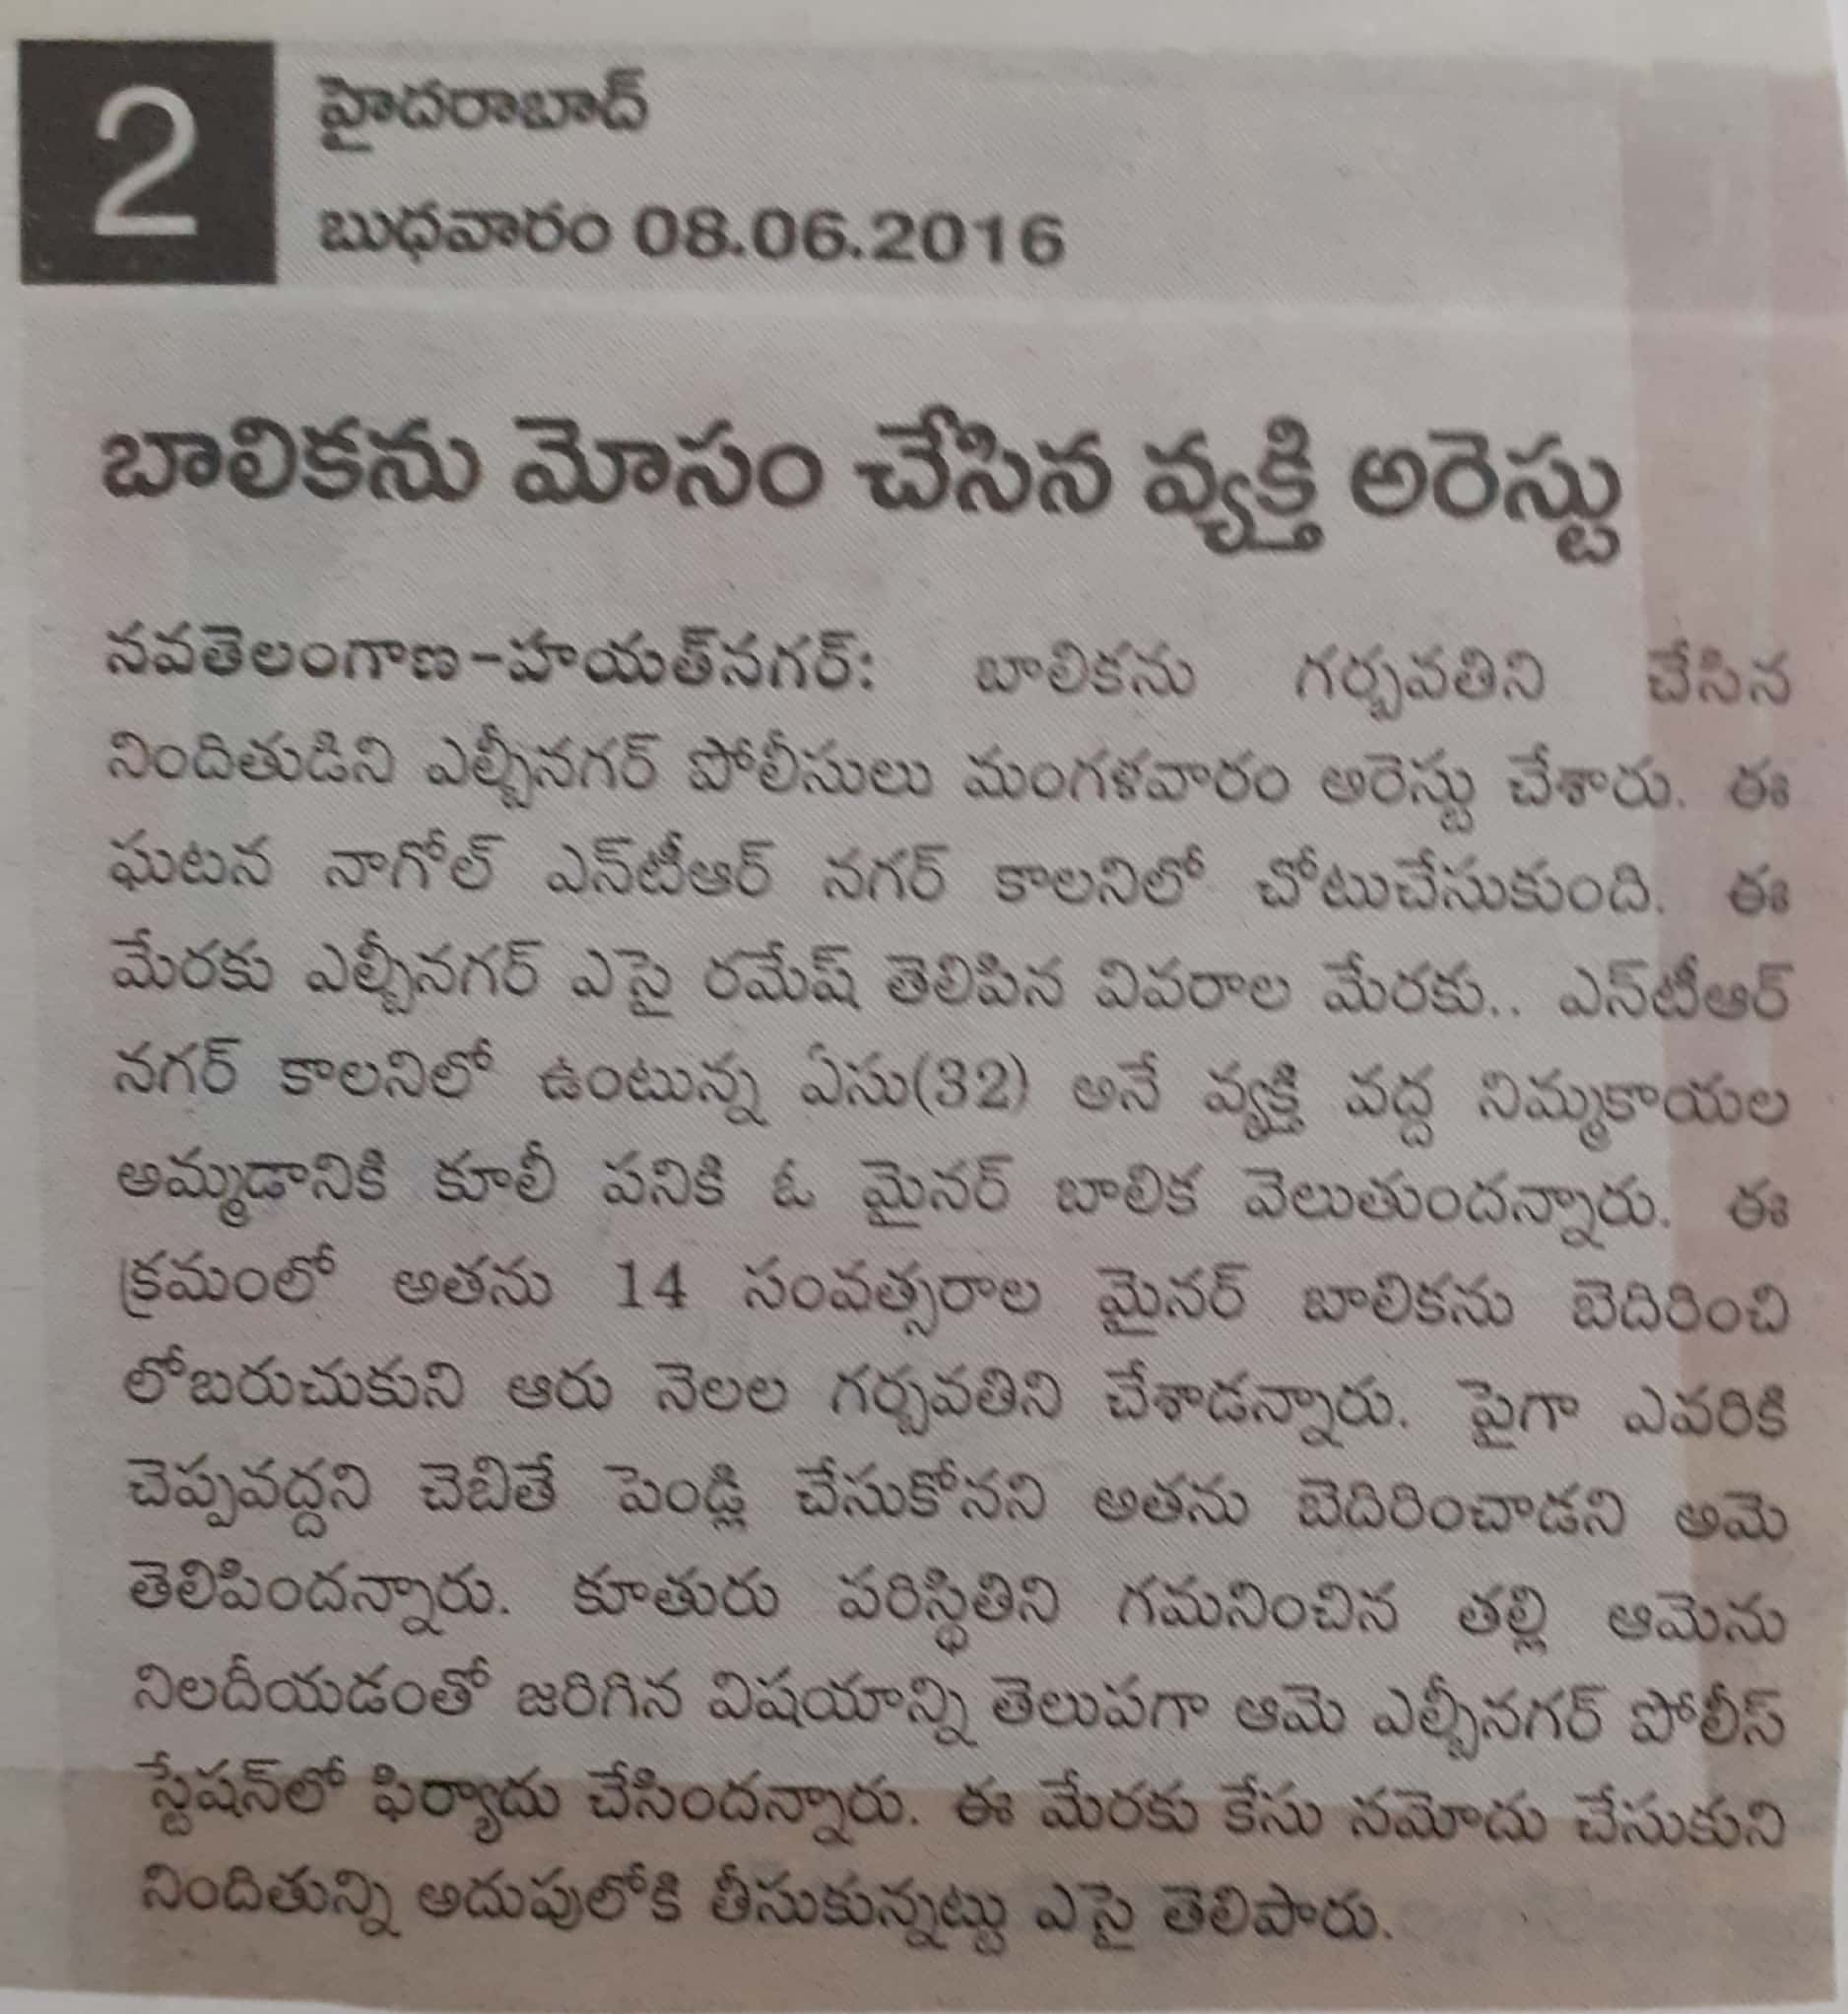 2
హైదరాబాద్
బుధవారం 08.06.2016
బాలికను మోసం చేసిన వ్యక్తి అరెస్టు
నవతెలంగాణ-హయత్‌నగర్: బాలికను గర్భవతిని చేసిన
నిందితుడిని ఎల్బీనగర్ పోలీసులు మంగళవారం అరెస్టు చేశారు. ఈ
ఘటన నాగోల్ ఎన్‌టీఆర్ నగర్ కాలనిలో చోటుచేసుకుంది. ఈ
మేరకు ఎల్బీనగర్ ఎసై రమేష్ తెలిపిన వివరాల మేరకు.. ఎన్‌టీఆర్
నగర్ కాలనిలో ఉంటున్న ఏసు(32) అనే వ్యక్తి వద్ద నిమ్మకాయల
అమ్మడానికి కూలీ పనికి ఓ మైనర్ బాలిక వెలుతుందన్నారు. ఈ
క్రమంలో అతను 14 సంవత్సరాల మైనర్ బాలికను బెదిరించి
లోబరుచుకుని ఆరు నెలల గర్భవతిని చేశాడన్నారు. పైగా ఎవరికి
చెప్పవద్దని చెబితే పెండ్లి చేసుకోనని అతను బెదిరించాడని ఆమె
తెలిపిందన్నారు. కూతురు పరిస్థితిని గమనించిన తల్లి ఆమెను
నిలదీయడంతో జరిగిన విషయాన్ని తెలుపగా ఆమె ఎల్బీనగర్ పోలీస్
స్టేషన్‌లో ఫిర్యాదు చేసిందన్నారు. ఈ మేరకు కేసు నమోదు చేసుకుని
నిందితున్ని అదుపులోకి తీసుకున్నట్టు ఎసై తెలిపారు.